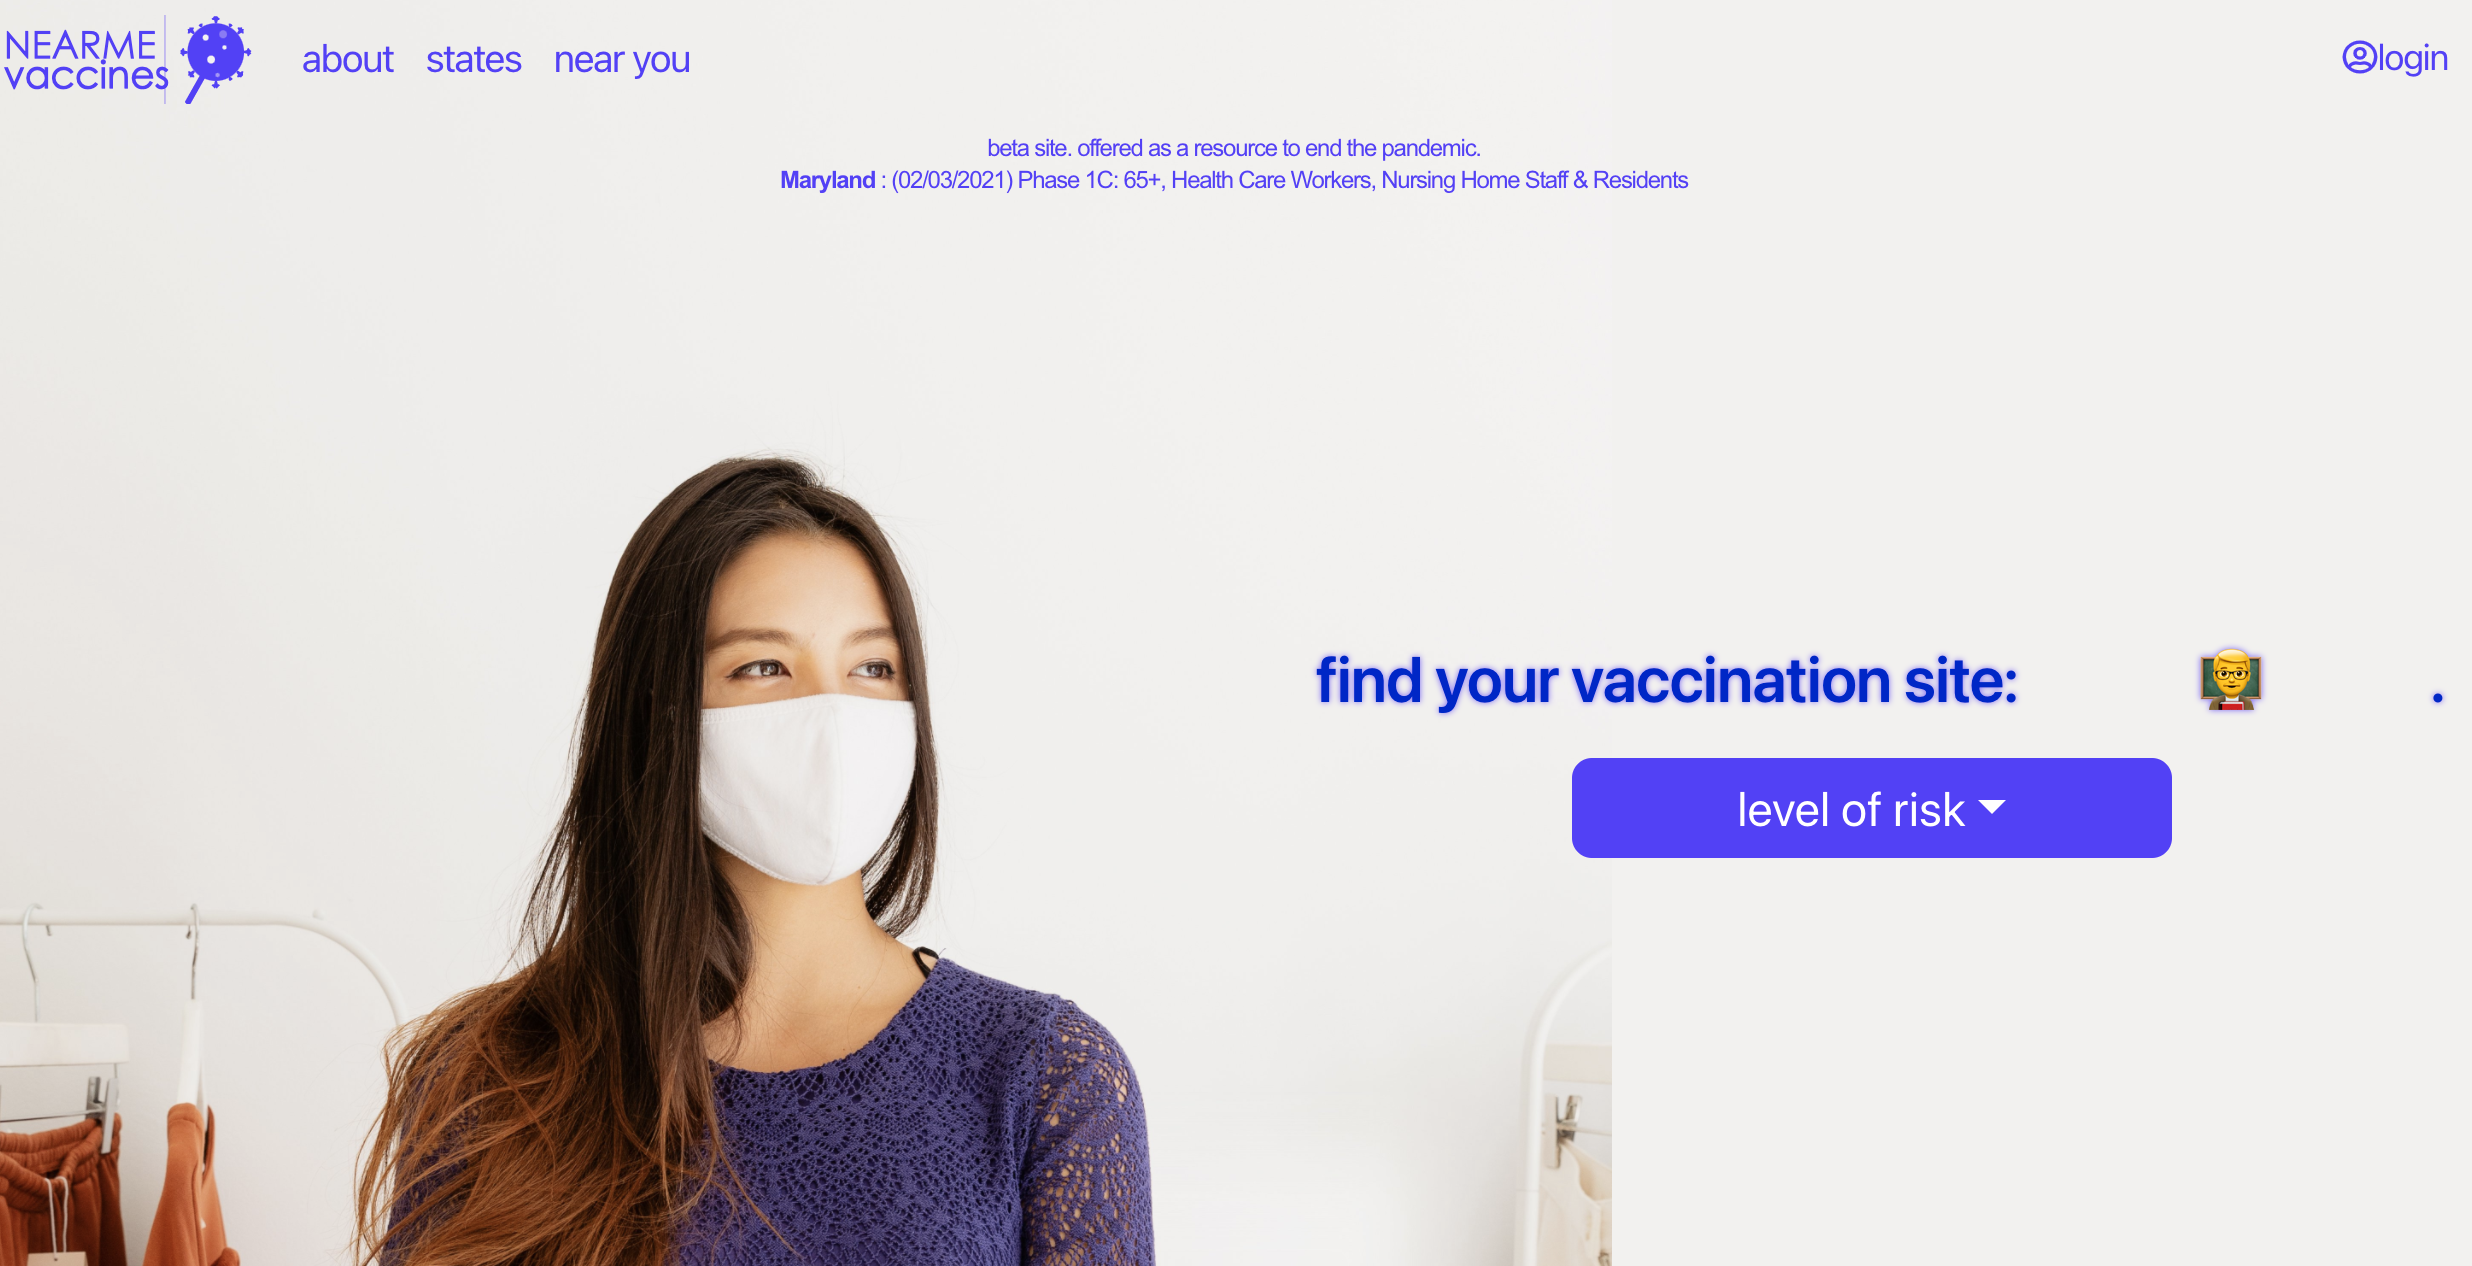 NEARME
vaccines
about states near you
login
beta site. offered as a resource to end the pandemic.
Maryland : (02/03/2021) Phase 1C: 65+, Health Care Workers, Nursing Home Staff & Residents
find your vaccination site: 👨‍🏫 .
level of risk